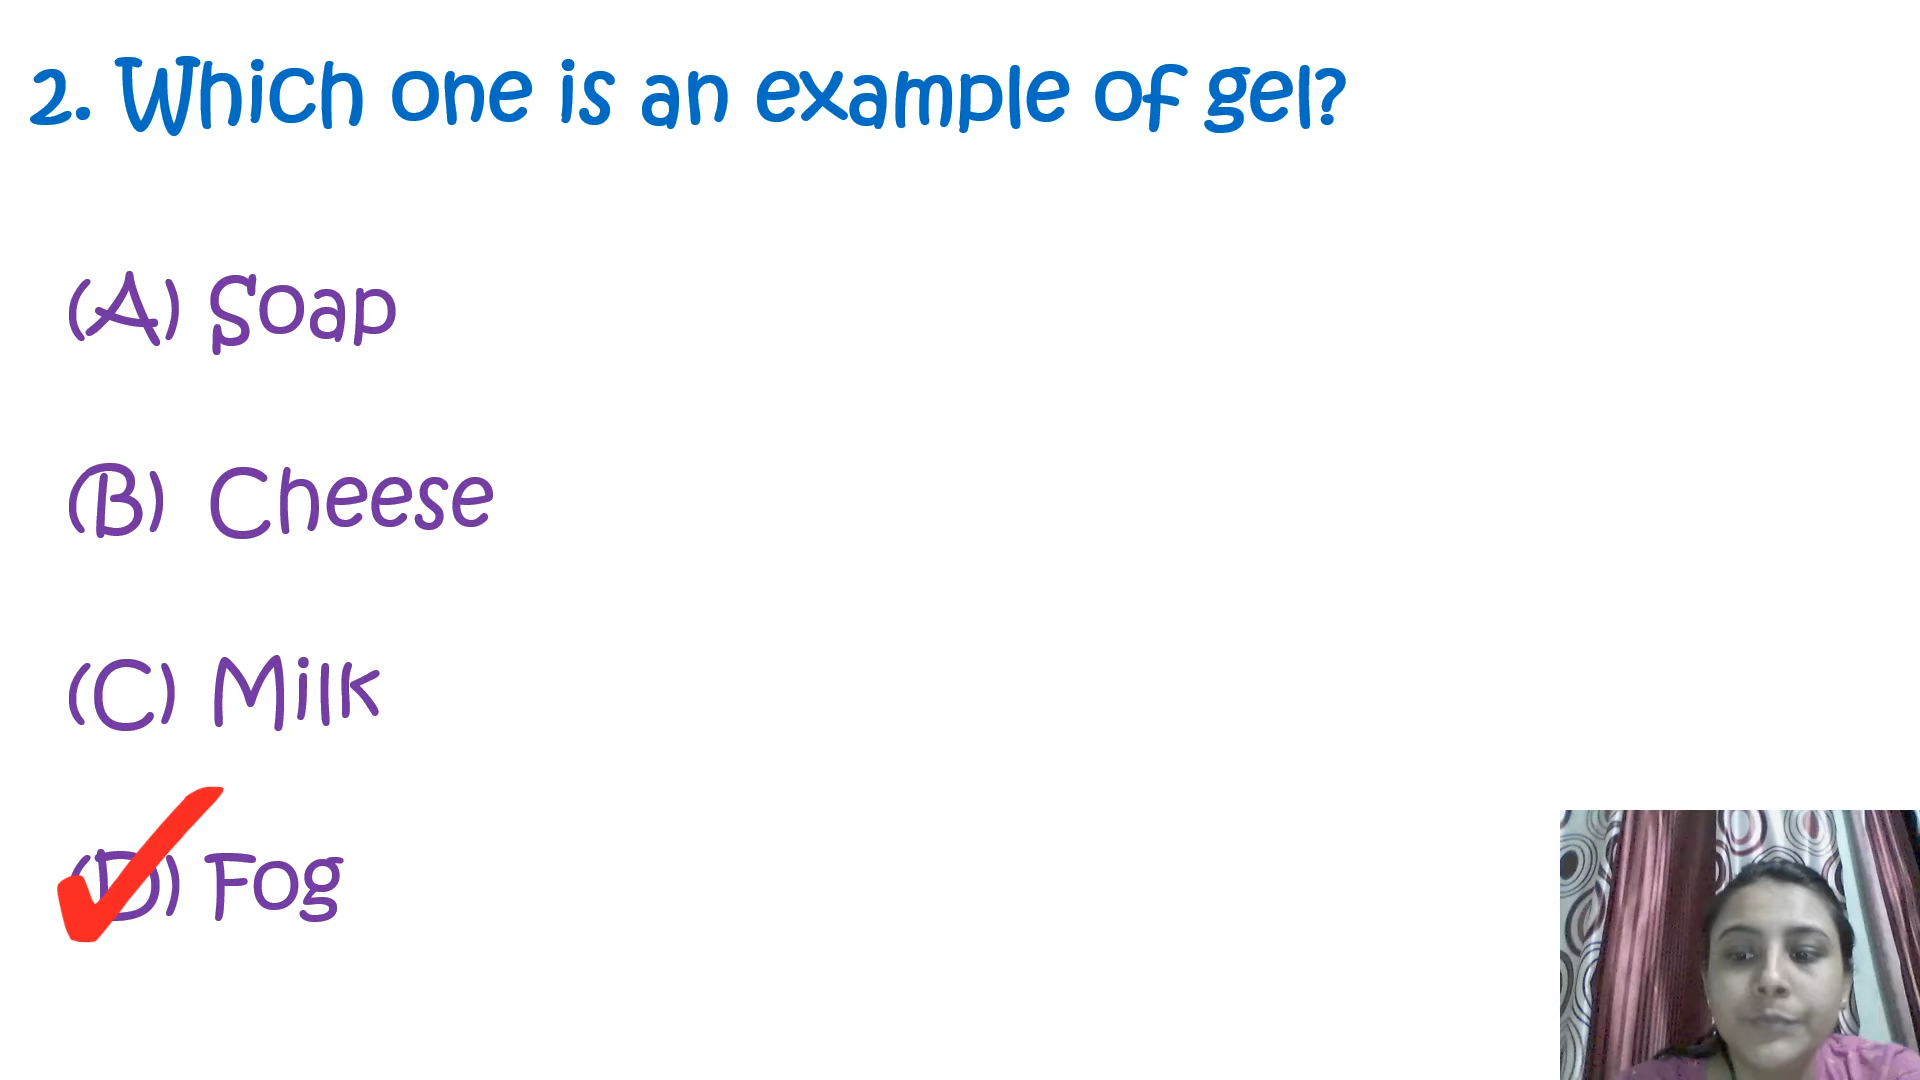 2. Which one is an example of gel?
(A) Soap
(B) Cheese
(C) Milk
(D) Fog